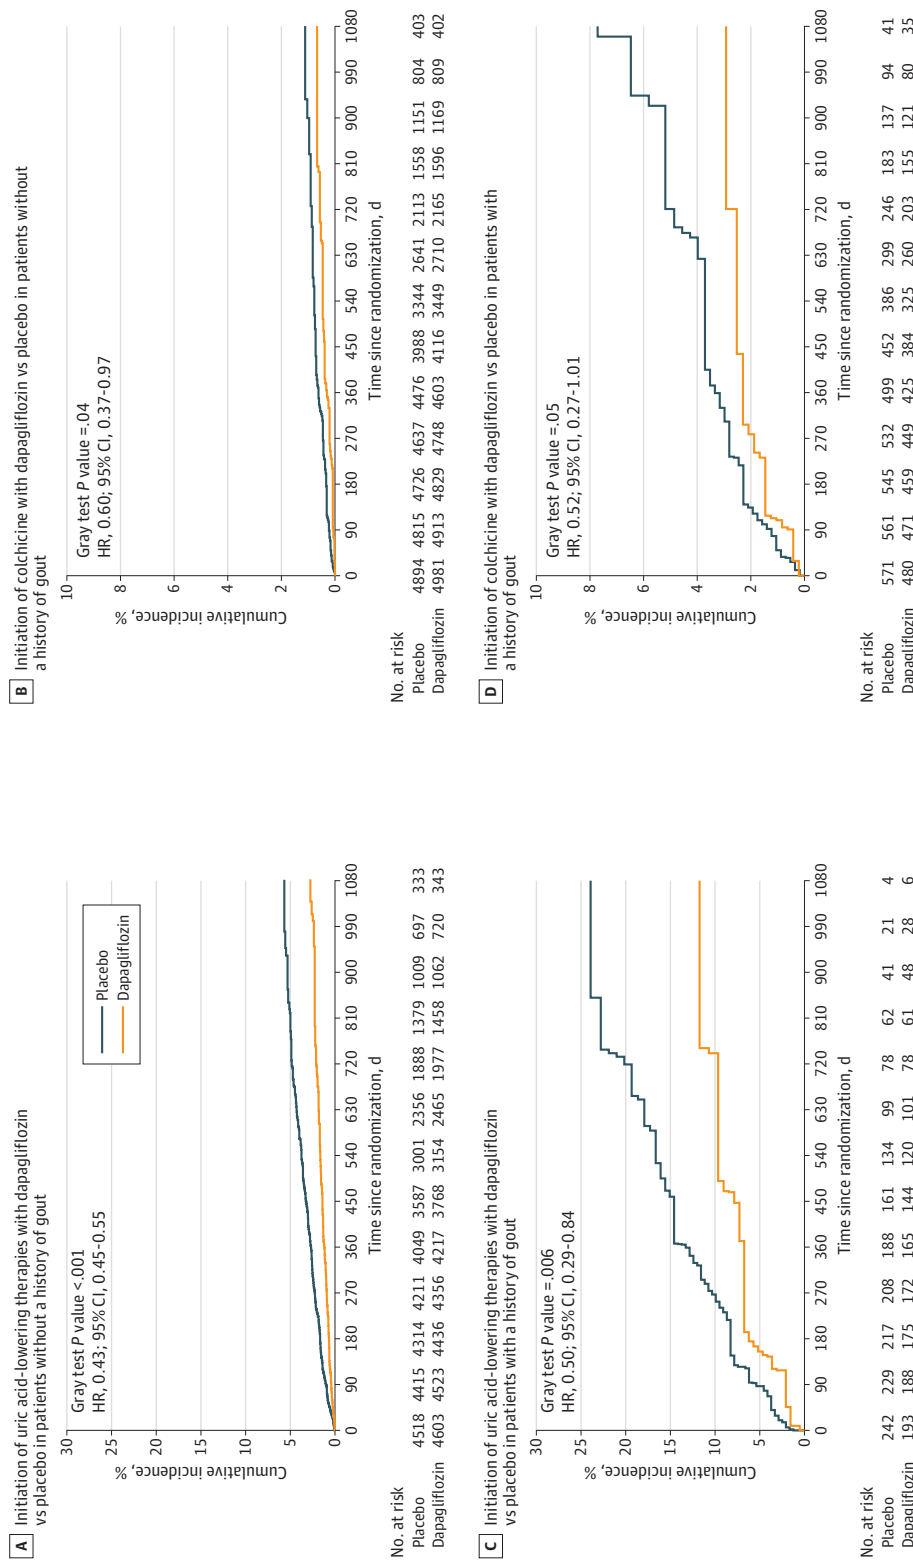 A Initiation of uric acid-lowering therapies with dapagliflozin
vs placebo in patients without a history of gout
30
25
20
15
10
5
0
Cumulative incidence, %
Gray test P value <.001
HR, 0.43; 95% CI, 0.45-0.55
Placebo
Dapagliflozin
0 90 180 270 360 450 540 630 720 810 900 990 1080
Time since randomization, d
No. at risk
Placebo 4518 4415 4314 4211 4049 3587 3001 2356 1888 1379 1009 697 333
Dapagliflozin 4603 4523 4436 4356 4217 3768 3154 2465 1977 1458 1062 720 343
B Initiation of colchicine with dapagliflozin vs placebo in patients without
a history of gout
10
8
6
4
2
0
Cumulative incidence, %
Gray test P value =.04
HR, 0.60; 95% CI, 0.37-0.97
0 90 180 270 360 450 540 630 720 810 900 990 1080
Time since randomization, d
No. at risk
Placebo 4894 4815 4726 4637 4476 3988 3344 2641 2113 1558 1151 804 403
Dapagliflozin 4981 4913 4829 4748 4603 4116 3449 2710 2165 1596 1169 809 402
C Initiation of uric acid-lowering therapies with dapagliflozin
vs placebo in patients with a history of gout
30
25
20
15
10
5
0
Cumulative incidence, %
Gray test P value =.006
HR, 0.50; 95% CI, 0.29-0.84
0 90 180 270 360 450 540 630 720 810 900 990 1080
Time since randomization, d
No. at risk
Placebo 242 229 217 208 188 161 134 99 78 62 41 21 4
Dapagliflozin 193 188 175 172 165 144 120 101 78 61 48 28 6
D Initiation of colchicine with dapagliflozin vs placebo in patients with
a history of gout
10
8
6
4
2
0
Cumulative incidence, %
Gray test P value =.05
HR, 0.52; 95% CI, 0.27-1.01
0 90 180 270 360 450 540 630 720 810 900 990 1080
Time since randomization, d
No. at risk
Placebo 571 561 545 532 499 452 386 299 246 183 137 94 41
Dapagliflozin 480 471 459 449 425 384 325 260 203 155 121 80 35